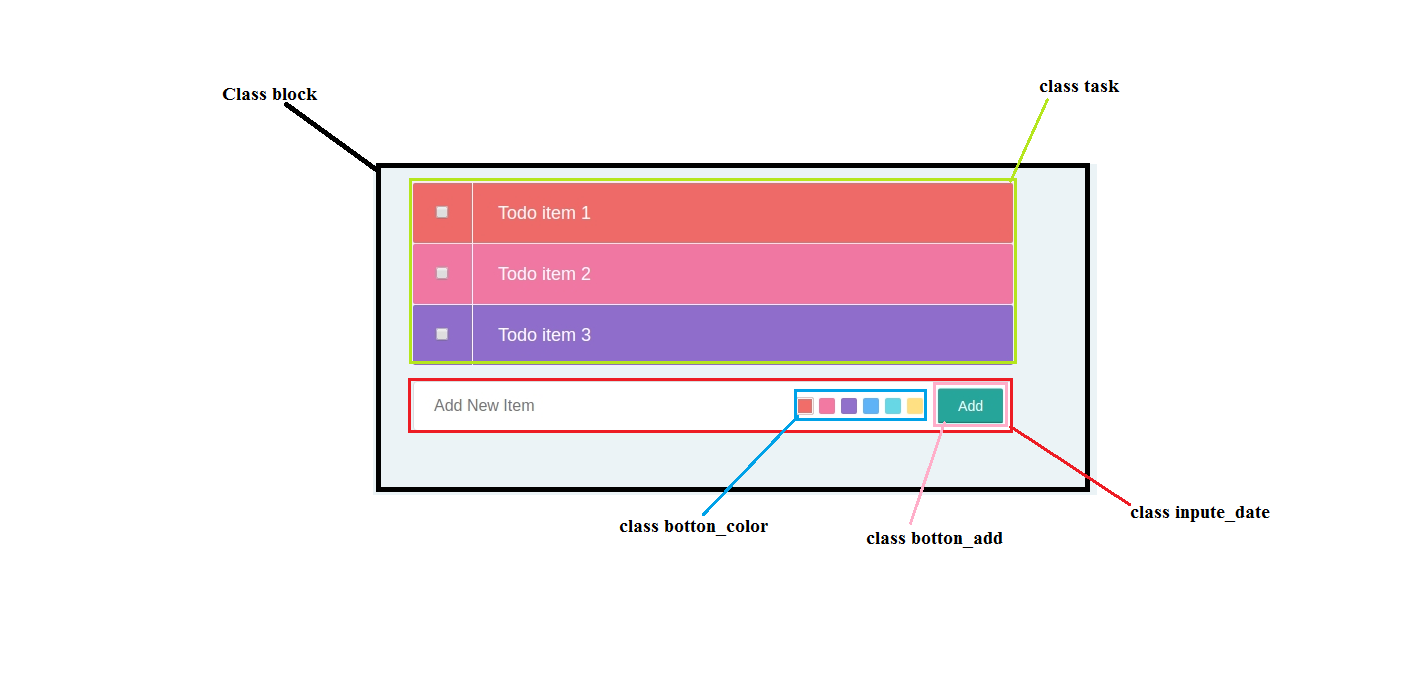 Class block
class task
Todo item 1
Todo item 2
Todo item 3
Add New Item
Add
class inpute_date
class botton_color
class botton_add